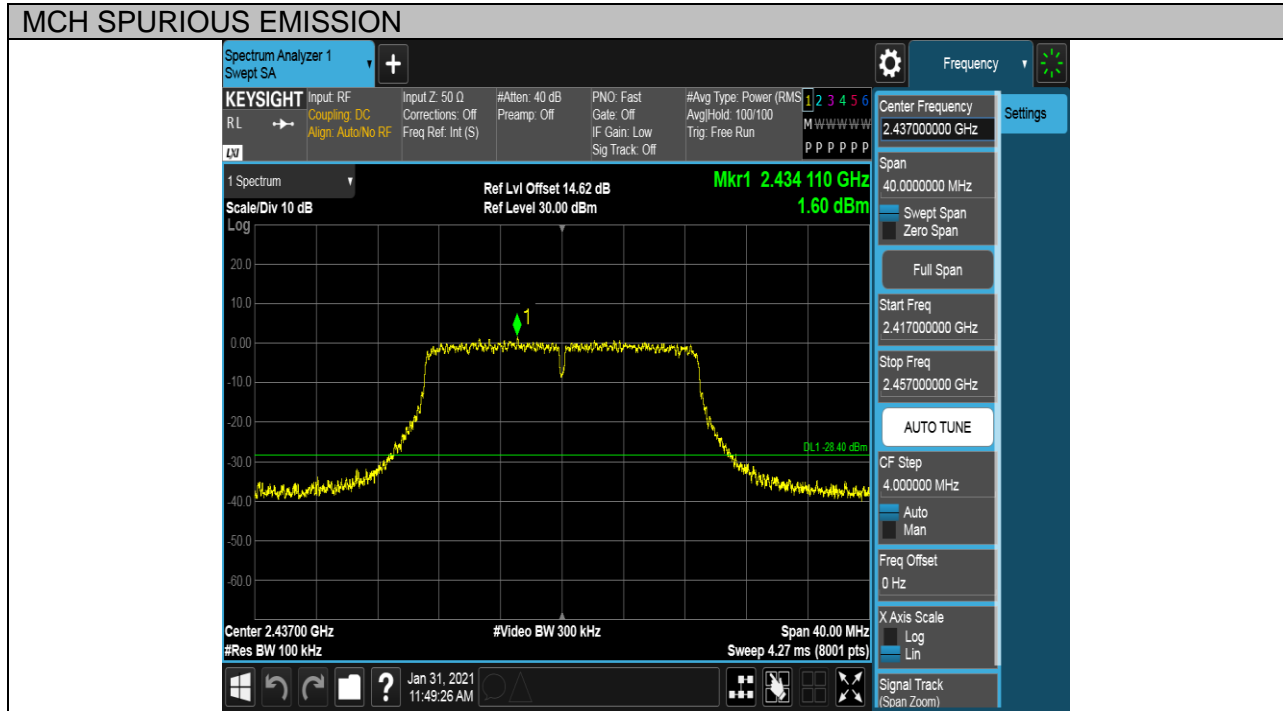 MCH SPURIOUS EMISSION
Spectrum Analyzer 1
Swept SA
+
Frequency
KEYSIGHT
RL
LXI
Input: RF
Coupling: DC
Align: Auto/No RF
Input Z: 50 Ω
Corrections: Off
Freq Ref: Int (S)
#Atten: 40 dB
Preamp: Off
PNO: Fast
Gate: Off
IF Gain: Low
Sig Track: Off
#Avg Type: Power (RMS
Avg|Hold: 100/100
Trig: Free Run
1 2 3 4 5 6
M W W W W W
P P P P P P
1 Spectrum
Scale/Div 10 dB
Ref Lvl Offset 14.62 dB
Ref Level 30.00 dBm
Mkr1 2.434 110 GHz
1.60 dBm
Log
20.0
10.0
0.00
-10.0
-20.0
-30.0
-40.0
-50.0
-60.0
1
DL1 -28.40 dBm
Center 2.43700 GHz
#Res BW 100 kHz
#Video BW 300 kHz
Span 40.00 MHz
Sweep 4.27 ms (8001 pts)
?
Jan 31, 2021
11:49:26 AM
Center Frequency
2.437000000 GHz
Settings
Span
40.0000000 MHz
Swept Span
Zero Span
Full Span
Start Freq
2.417000000 GHz
Stop Freq
2.457000000 GHz
AUTO TUNE
CF Step
4.000000 MHz
Auto
Man
Freq Offset
0 Hz
X Axis Scale
Log
Lin
Signal Track
(Span Zoom)